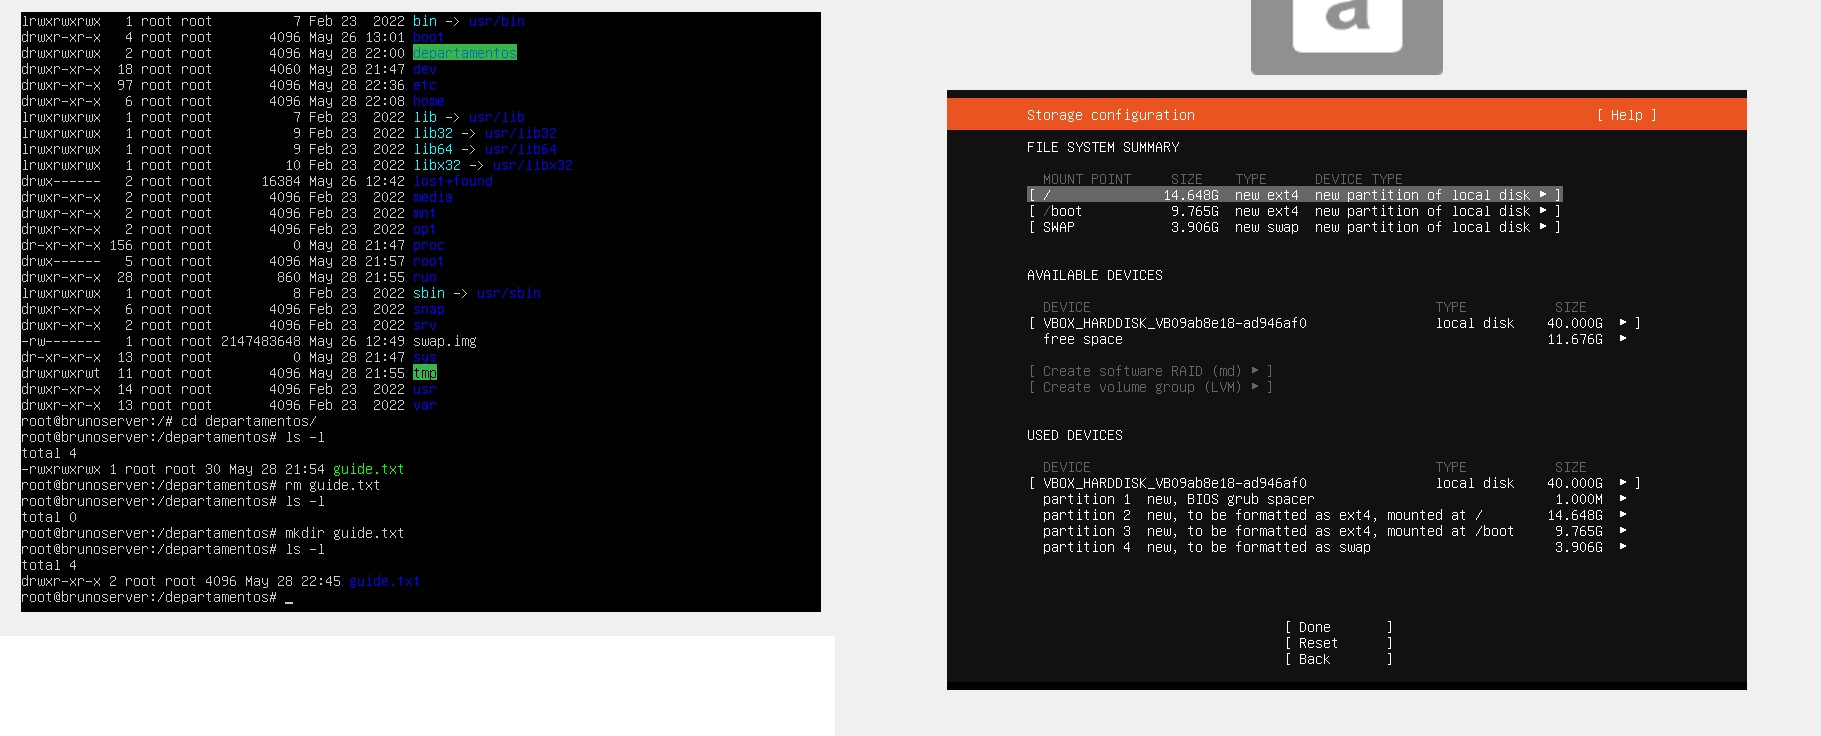 lrwxrwxrwx   1 root root          7 Feb 23  2022 bin -> usr/bin
drwxr-xr-x   4 root root       4096 May 26 13:01 boot
drwxrwxrwx   2 root root       4096 May 28 22:00 departamentos
drwxr-xr-x  18 root root       4060 May 28 21:47 dev
drwxr-xr-x  97 root root       4096 May 28 22:36 etc
drwxr-xr-x   6 root root       4096 May 28 22:08 home
lrwxrwxrwx   1 root root          7 Feb 23  2022 lib -> usr/lib
lrwxrwxrwx   1 root root          9 Feb 23  2022 lib32 -> usr/lib32
lrwxrwxrwx   1 root root          9 Feb 23  2022 lib64 -> usr/lib64
lrwxrwxrwx   1 root root         10 Feb 23  2022 libx32 -> usr/libx32
drwx------   2 root root      16384 May 26 12:42 lost+found
drwxr-xr-x   2 root root       4096 Feb 23  2022 media
drwxr-xr-x   2 root root       4096 Feb 23  2022 mnt
drwxr-xr-x   2 root root       4096 Feb 23  2022 opt
dr-xr-xr-x 156 root root          0 May 28 21:47 proc
drwx------   5 root root       4096 May 28 21:57 root
drwxr-xr-x  28 root root        860 May 28 21:55 run
lrwxrwxrwx   1 root root          8 Feb 23  2022 sbin -> usr/sbin
drwxr-xr-x   6 root root       4096 Feb 23  2022 snap
drwxr-xr-x   2 root root       4096 Feb 23  2022 srv
-rw-------   1 root root 2147483648 May 26 12:49 swap.img
dr-xr-xr-x  13 root root          0 May 28 21:47 sys
drwxrwxrwt  11 root root       4096 May 28 21:55 tmp
drwxr-xr-x  14 root root       4096 Feb 23  2022 usr
drwxr-xr-x  13 root root       4096 Feb 23  2022 var
root@brunoserver:/# cd departamentos/
root@brunoserver:/departamentos# ls -l
total 4
-rwxrwxrwx 1 root root 30 May 28 21:54 guide.txt
root@brunoserver:/departamentos# rm guide.txt
root@brunoserver:/departamentos# ls -l
total 0
root@brunoserver:/departamentos# mkdir guide.txt
root@brunoserver:/departamentos# ls -l
total 4
drwxr-xr-x 2 root root 4096 May 28 22:45 guide.txt
root@brunoserver:/departamentos# _
a
Storage configuration [ Help ]
FILE SYSTEM SUMMARY
MOUNT POINT SIZE TYPE DEVICE TYPE
[ / 14.648G new ext4 new partition of local disk ▸ ]
[ /boot 9.765G new ext4 new partition of local disk ▸ ]
[ SWAP 3.906G new swap new partition of local disk ▸ ]
AVAILABLE DEVICES
DEVICE TYPE SIZE
[ VBOX_HARDDISK_VB09ab8e18-ad946af0 local disk 40.000G ▸ ]
free space 11.676G ▸
[ Create software RAID (md) ▸ ]
[ Create volume group (LVM) ▸ ]
USED DEVICES
DEVICE TYPE SIZE
[ VBOX_HARDDISK_VB09ab8e18-ad946af0 local disk 40.000G ▸ ]
partition 1 new, BIOS grub spacer 1.000M ▸
partition 2 new, to be formatted as ext4, mounted at / 14.648G ▸
partition 3 new, to be formatted as ext4, mounted at /boot 9.765G ▸
partition 4 new, to be formatted as swap 3.906G ▸
[ Done ]
[ Reset ]
[ Back ]